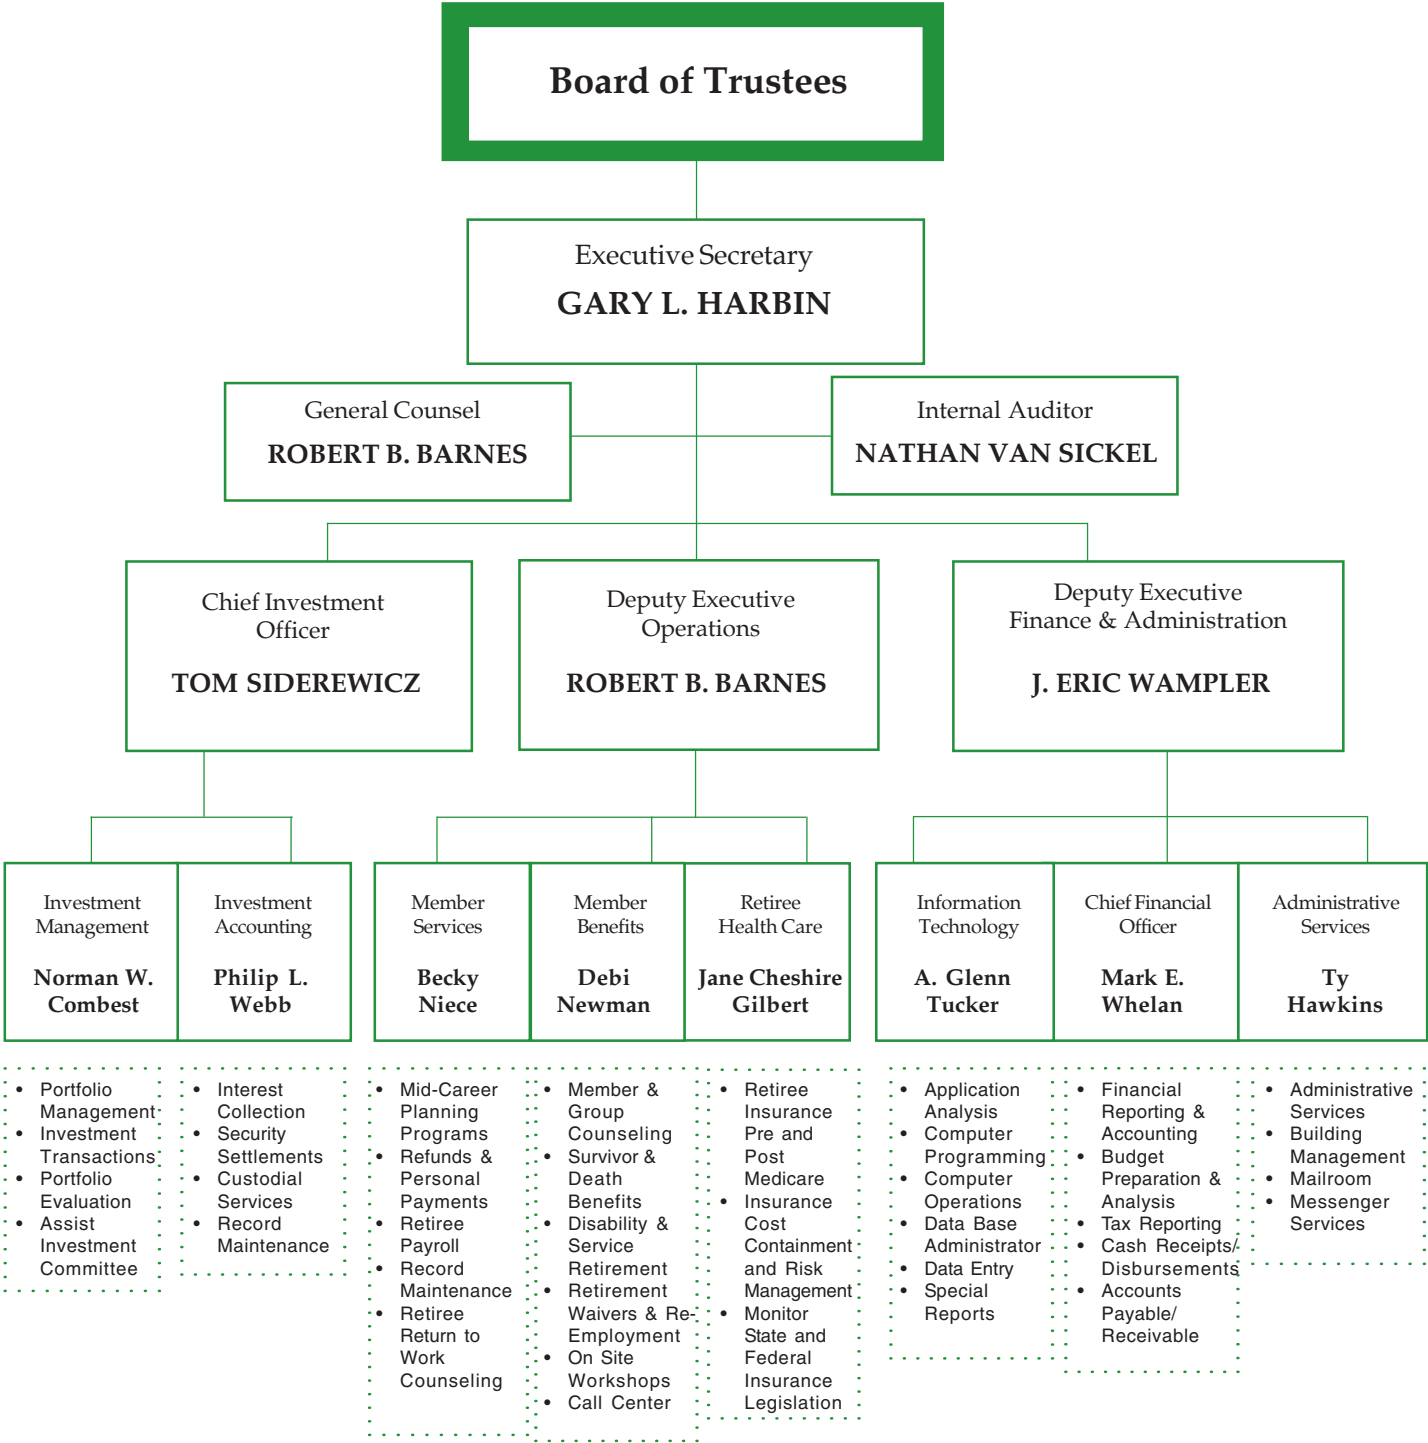 Board of Trustees
Executive Secretary
GARY L. HARBIN
General Counsel
ROBERT B. BARNES
Internal Auditor
NATHAN VAN SICKEL
Chief Investment
Officer
TOM SIDEREWICZ
Deputy Executive
Operations
ROBERT B. BARNES
Deputy Executive
Finance & Administration
J. ERIC WAMPLER
Investment
Management
Norman W.
Combest
Investment
Accounting
Philip L.
Webb
Member
Services
Becky
Niece
Member
Benefits
Debi
Newman
Retiree
Health Care
Jane Cheshire
Gilbert
Information
Technology
A. Glenn
Tucker
Chief Financial
Officer
Mark E.
Whelan
Administrative
Services
Ty
Hawkins
• Portfolio
Management
• Investment
Transactions
• Portfolio
Evaluation
• Assist
Investment
Committee
• Interest
Collection
• Security
Settlements
• Custodial
Services
• Record
Maintenance
• Mid-Career
Planning
Programs
• Refunds &
Personal
Payments
• Retiree
Payroll
• Record
Maintenance
• Retiree
Return to
Work
Counseling
• Member &
Group
Counseling
• Survivor &
Death
Benefits
• Disability &
Service
Retirement
• Retirement
Waivers & Re-
Employment
• On Site
Workshops
• Call Center
• Retiree
Insurance
Pre and
Post
Medicare
• Insurance
Cost
Containment
and Risk
Management
• Monitor
State and
Federal
Insurance
Legislation
• Application
Analysis
• Computer
Programming
• Computer
Operations
• Data Base
Administrator
• Data Entry
• Special
Reports
• Financial
Reporting &
Accounting
• Budget
Preparation &
Analysis
• Tax Reporting
• Cash Receipts/
Disbursements
• Accounts
Payable/
Receivable
• Administrative
Services
• Building
Management
• Mailroom
• Messenger
Services